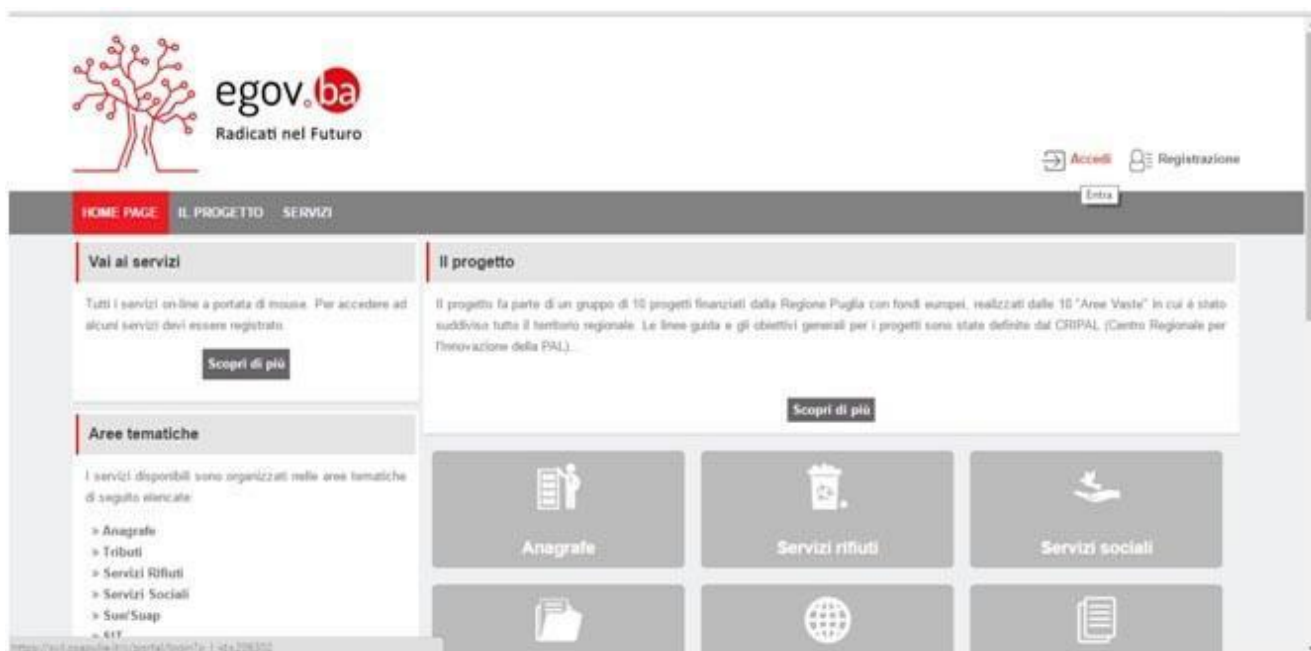 egov.ba
Radicati nel Futuro
Accedi
Registrazione
Entra
HOME PAGE
IL PROGETTO
SERVIZI
Vai ai servizi
Tutti i servizi on-line a portata di mouse. Per accedere ad
alcuni servizi devi essere registrato.
Scopri di più
Il progetto
Il progetto fa parte di un gruppo di 10 progetti finanziati dalla Regione Puglia con fondi europei, realizzati dalle 10 "Aree Vaste" in cui è stato
suddiviso tutto il territorio regionale. Le linee guida e gli obiettivi generali per i progetti sono state definite dal CRIPAL (Centro Regionale per
l'Innovazione della PAL)...
Scopri di più
Aree tematiche
I servizi disponibili sono organizzati nelle aree tematiche
di seguito elencate:
» Anagrafe
» Tributi
» Servizi Rifiuti
» Servizi Sociali
» Sue/Suap
» SIT
Anagrafe
Servizi rifiuti
Servizi sociali